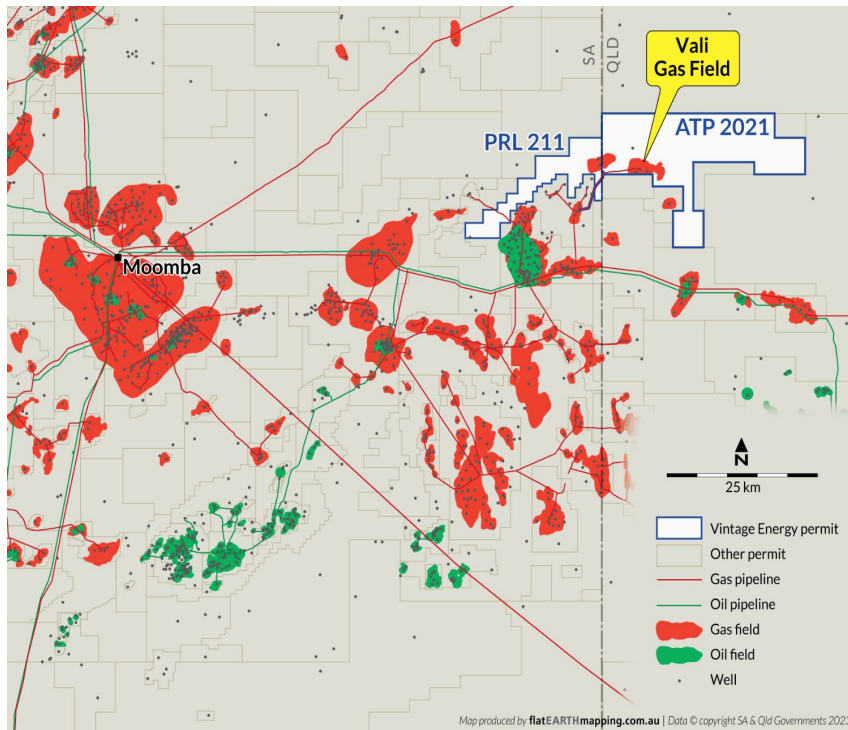 SA
QLD
Vali
Gas Field
PRL 211
ATP 2021
Moomba
N
25 km
Vintage Energy permit
Other permit
Gas pipeline
Oil pipeline
Gas field
Oil field
Well
Map produced by flatEARTHmapping.com.au | Data © copyright SA & Qld Governments 2023